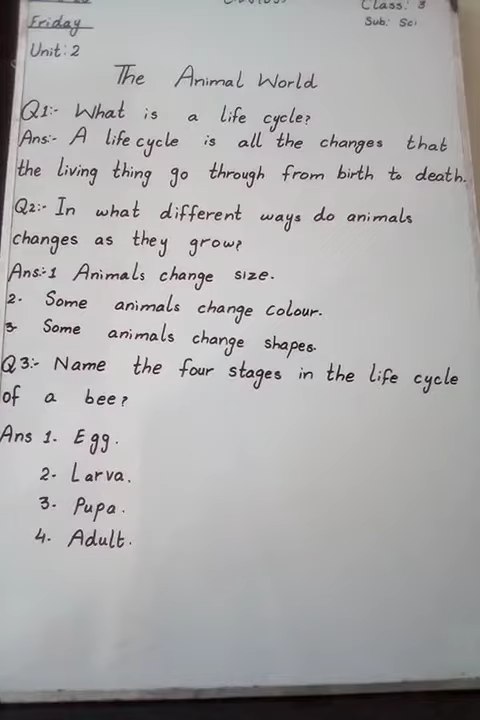 Class: 3
Friday
Sub: Sci
Unit: 2
The Animal World
Q1:- What is a life cycle?
Ans:- A life cycle is all the changes that
the living thing go through from birth to death.
Q2:- In what different ways do animals
changes as they grow?
Ans:-1 Animals change size.
2. Some animals change colour.
3. Some animals change shapes.
Q3:- Name the four stages in the life cycle
of a bee?
Ans 1. Egg.
2. Larva.
3. Pupa.
4. Adult.